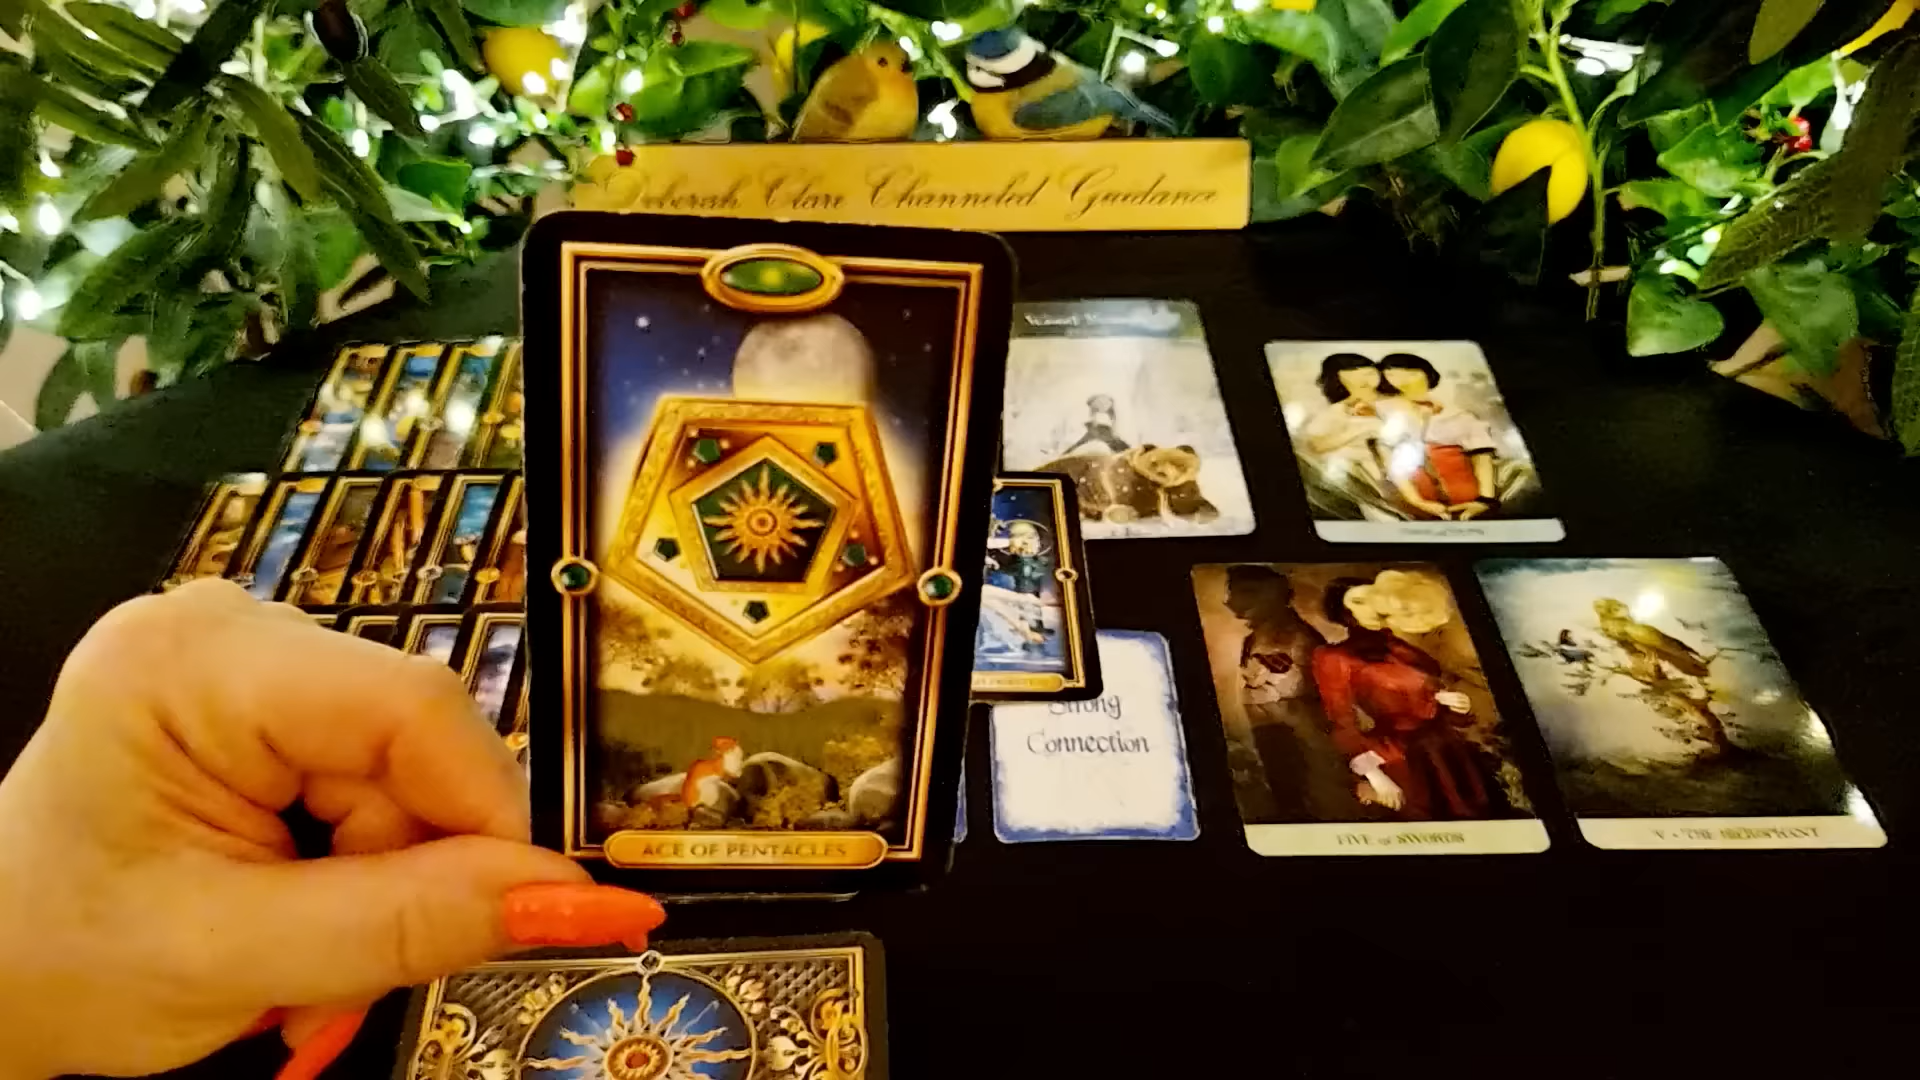 Deborah Clare Channeled Guidance
ACE OF PENTACLES
Strong
Connection
FIVE OF SWORDS
V • THE HIEROPHANT